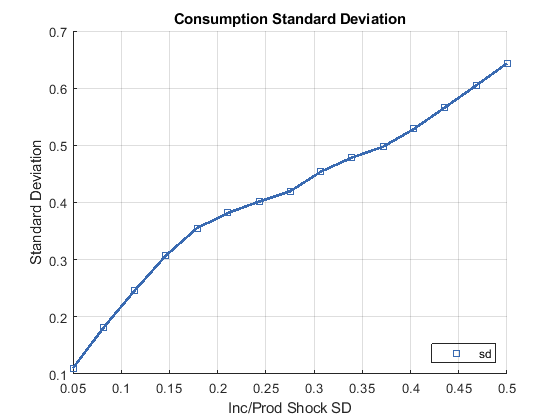 Consumption Standard Deviation
0.7
0.6
0.5
0.4
0.3
0.2
0.1
Standard Deviation
sd
0.05 0.1 0.15 0.2 0.25 0.3 0.35 0.4 0.45 0.5
Inc/Prod Shock SD